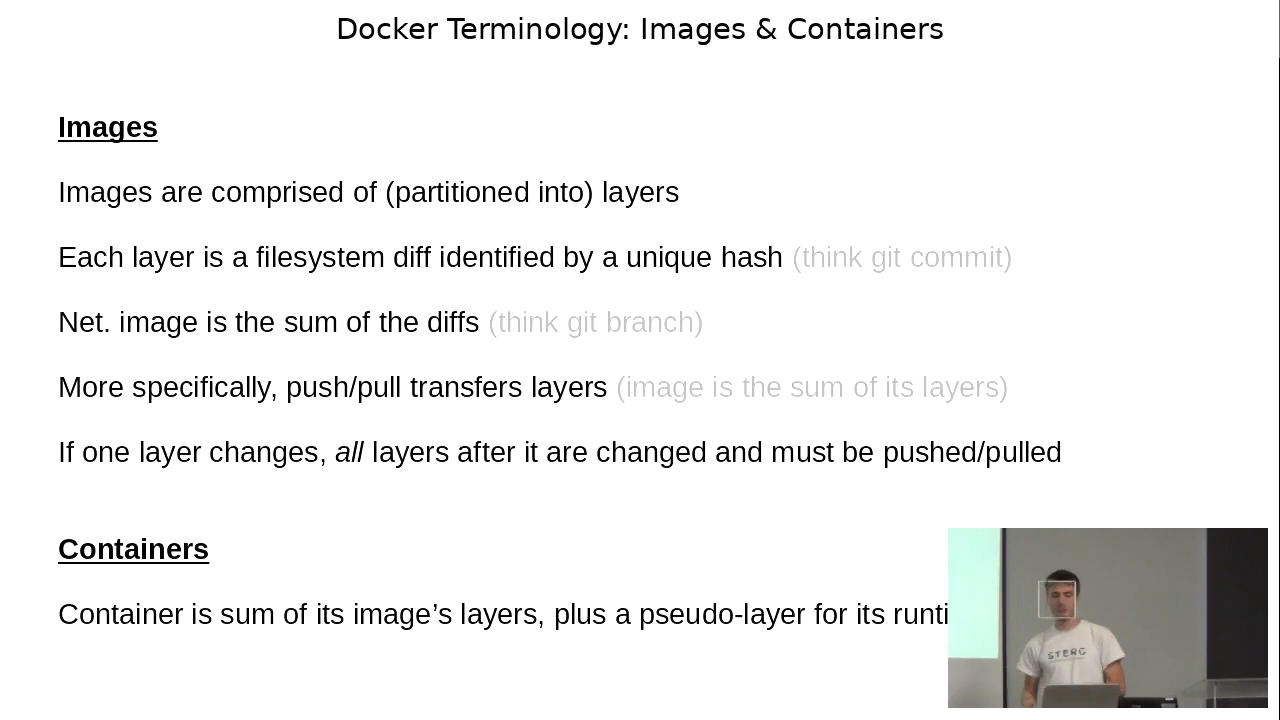 Docker Terminology: Images & Containers
Images
Images are comprised of (partitioned into) layers
Each layer is a filesystem diff identified by a unique hash (think git commit)
Net. image is the sum of the diffs (think git branch)
More specifically, push/pull transfers layers (image is the sum of its layers)
If one layer changes, all layers after it are changed and must be pushed/pulled
Containers
Container is sum of its image’s layers, plus a pseudo-layer for its